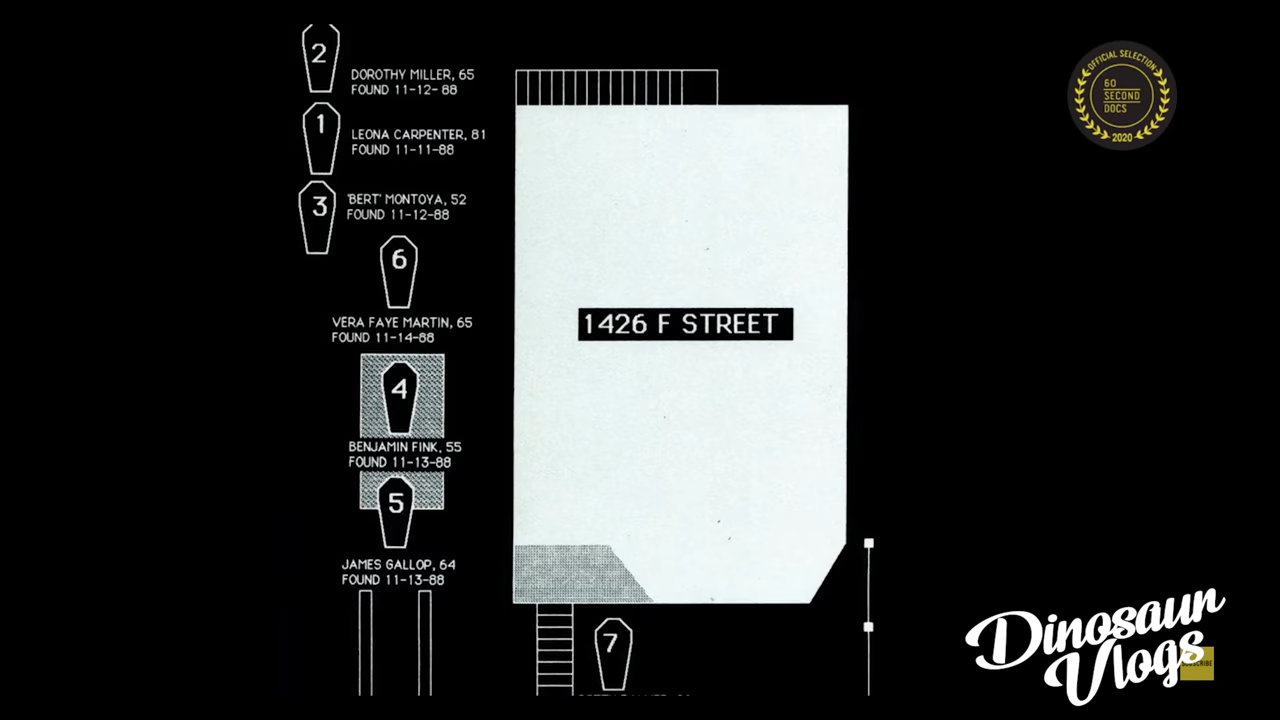 2
DOROTHY MILLER, 65
FOUND 11-12-88
1
LEONA CARPENTER, 81
FOUND 11-11-88
3
'BERT' MONTOYA, 52
FOUND 11-12-88
6
VERA FAYE MARTIN, 65
FOUND 11-14-88
4
BENJAMIN FINK, 55
FOUND 11-13-88
5
JAMES GALLOP, 64
FOUND 11-13-88
1426 F STREET
7
OFFICIAL SELECTION
60
SECOND
DOCS
2020
Dinosaur
Vlogs
SUBSCRIBE